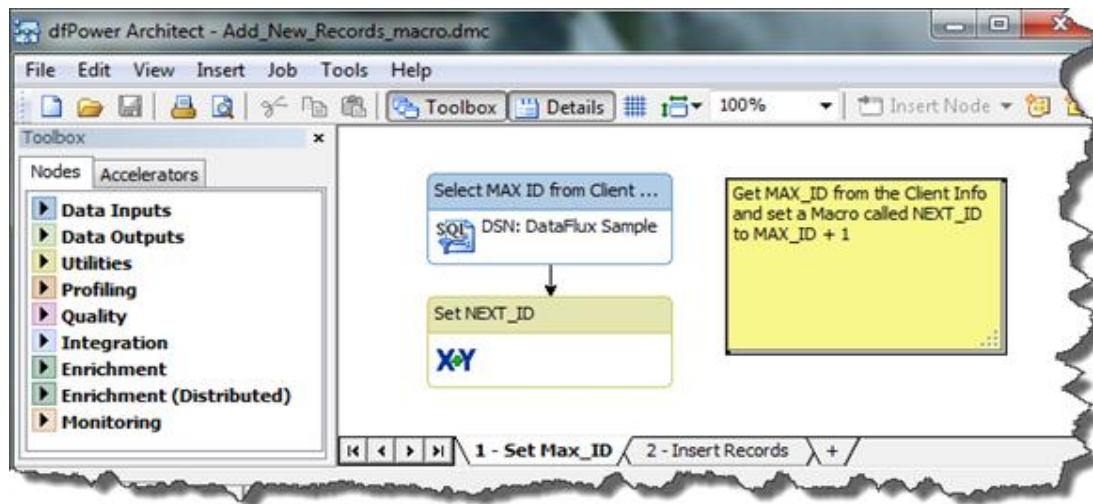 dfPower Architect - Add_New_Records_macro.dmc
File Edit View Insert Job Tools Help
Toolbox Details 100% Insert Node
Toolbox
Nodes Accelerators
Data Inputs
Data Outputs
Utilities
Profiling
Quality
Integration
Enrichment
Enrichment (Distributed)
Monitoring
Select MAX ID from Client ...
SQL DSN: DataFlux Sample
Set NEXT_ID
X+Y
Get MAX_ID from the Client Info
and set a Macro called NEXT_ID
to MAX_ID + 1
1 - Set Max_ID 2 - Insert Records +